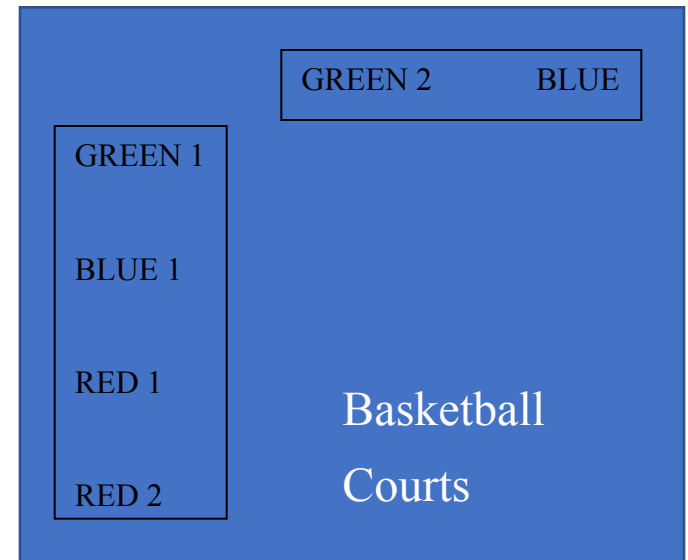 GREEN 2 BLUE
GREEN 1
BLUE 1
RED 1
RED 2
Basketball
Courts